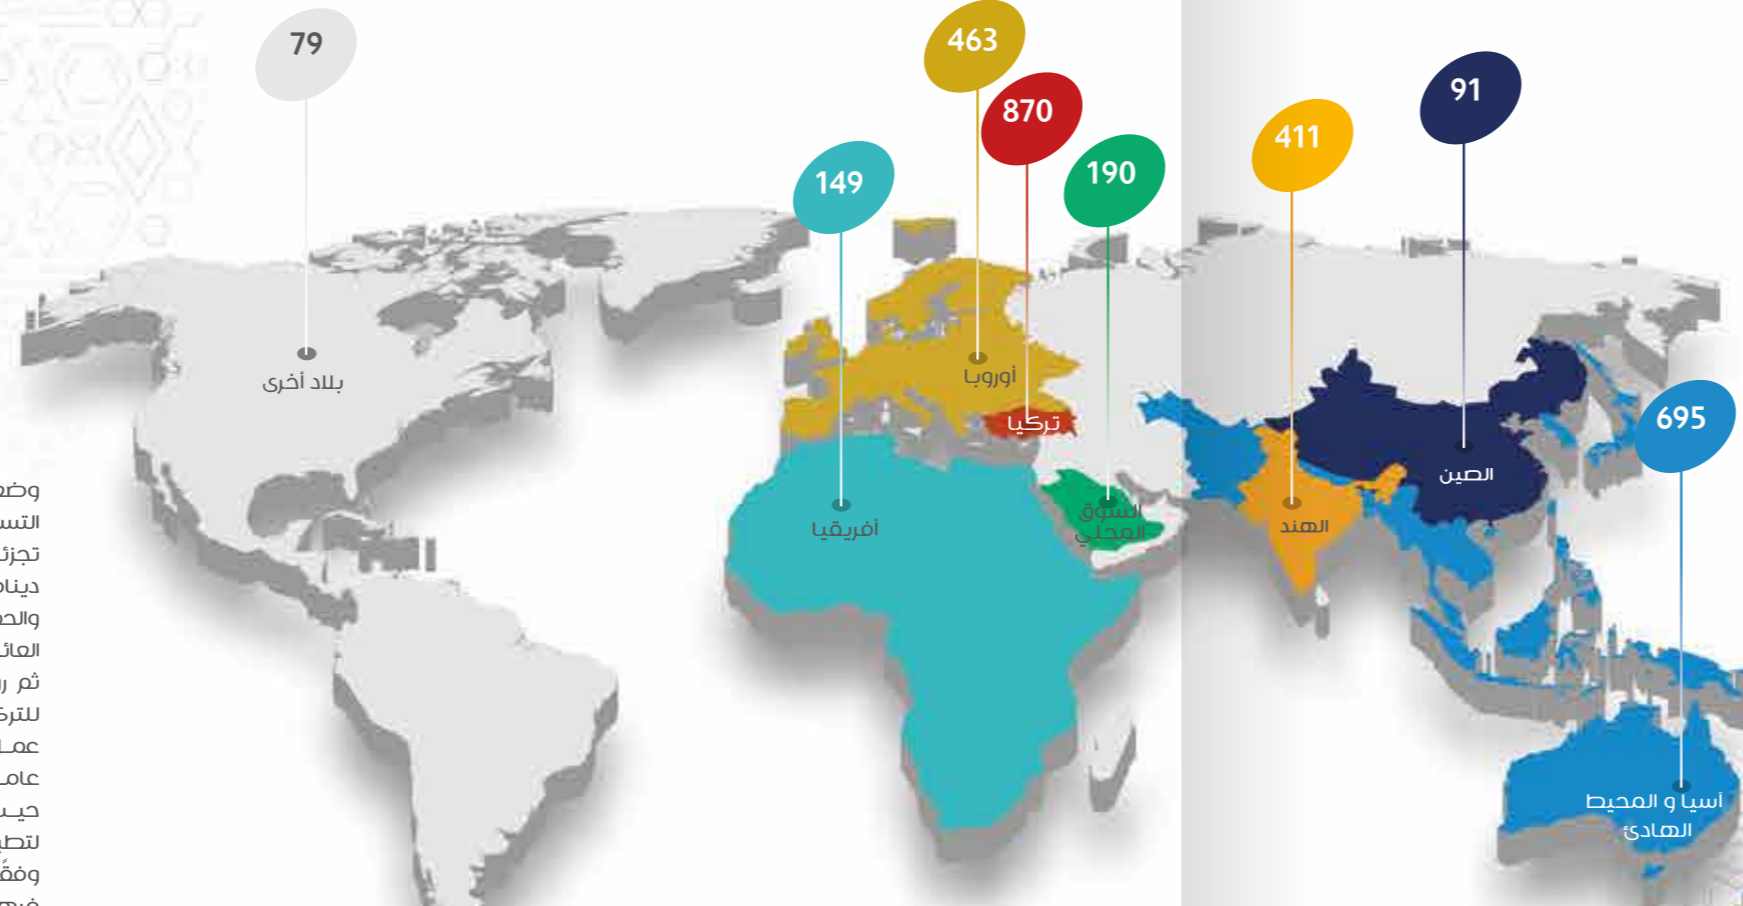 79
463
870
91
411
190
149
695
بلاد أخرى
أوروبا
تركيا
الصين
السوق
المحلي
أفريقيا
الهند
آسيا و المحيط
الهادئ